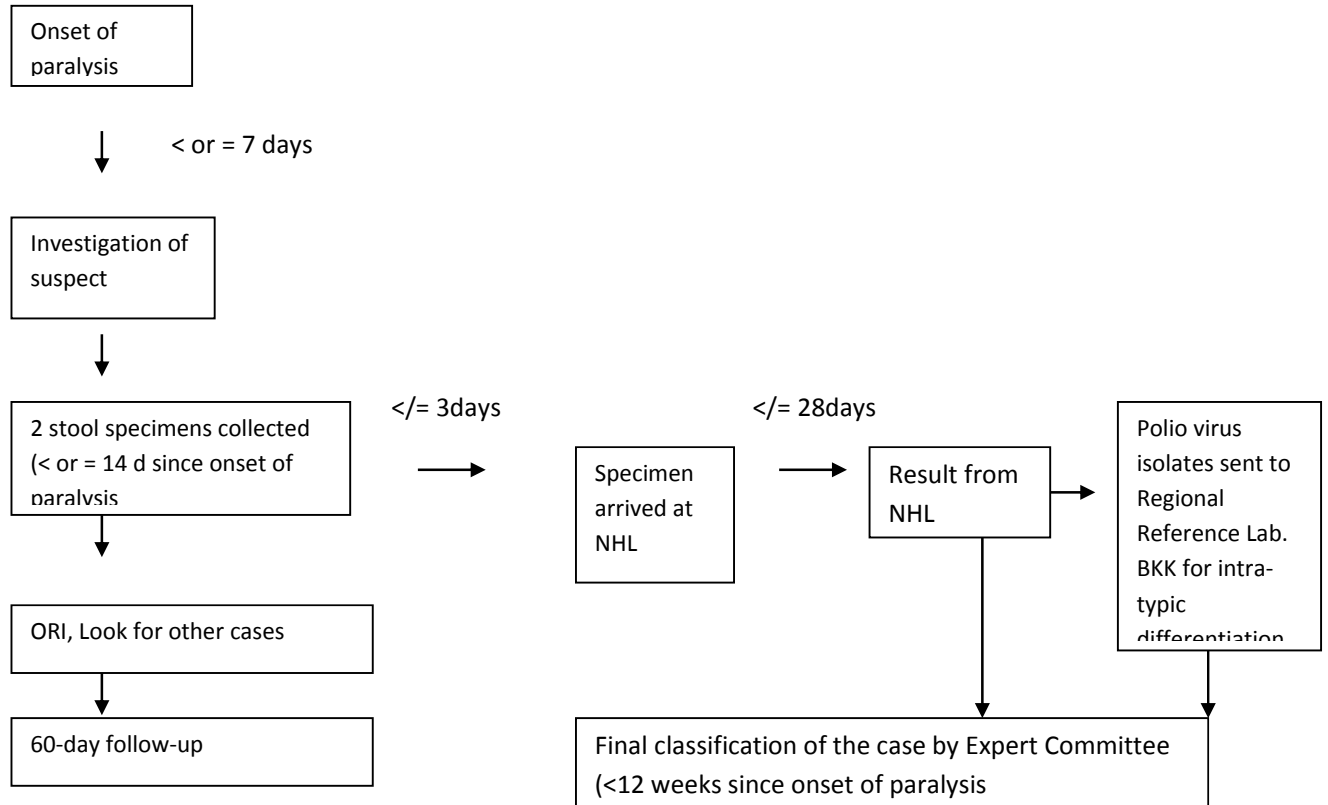 Onset of
paralysis
< or = 7 days
Investigation of
suspect
2 stool specimens collected
(< or = 14 d since onset of
paralysis
</= 3days
Specimen
arrived at
NHL
</= 28days
Result from
NHL
Polio virus
isolates sent to
Regional
Reference Lab.
BKK for intra-
typic
differentiation
ORI, Look for other cases
60-day follow-up
Final classification of the case by Expert Committee
(<12 weeks since onset of paralysis